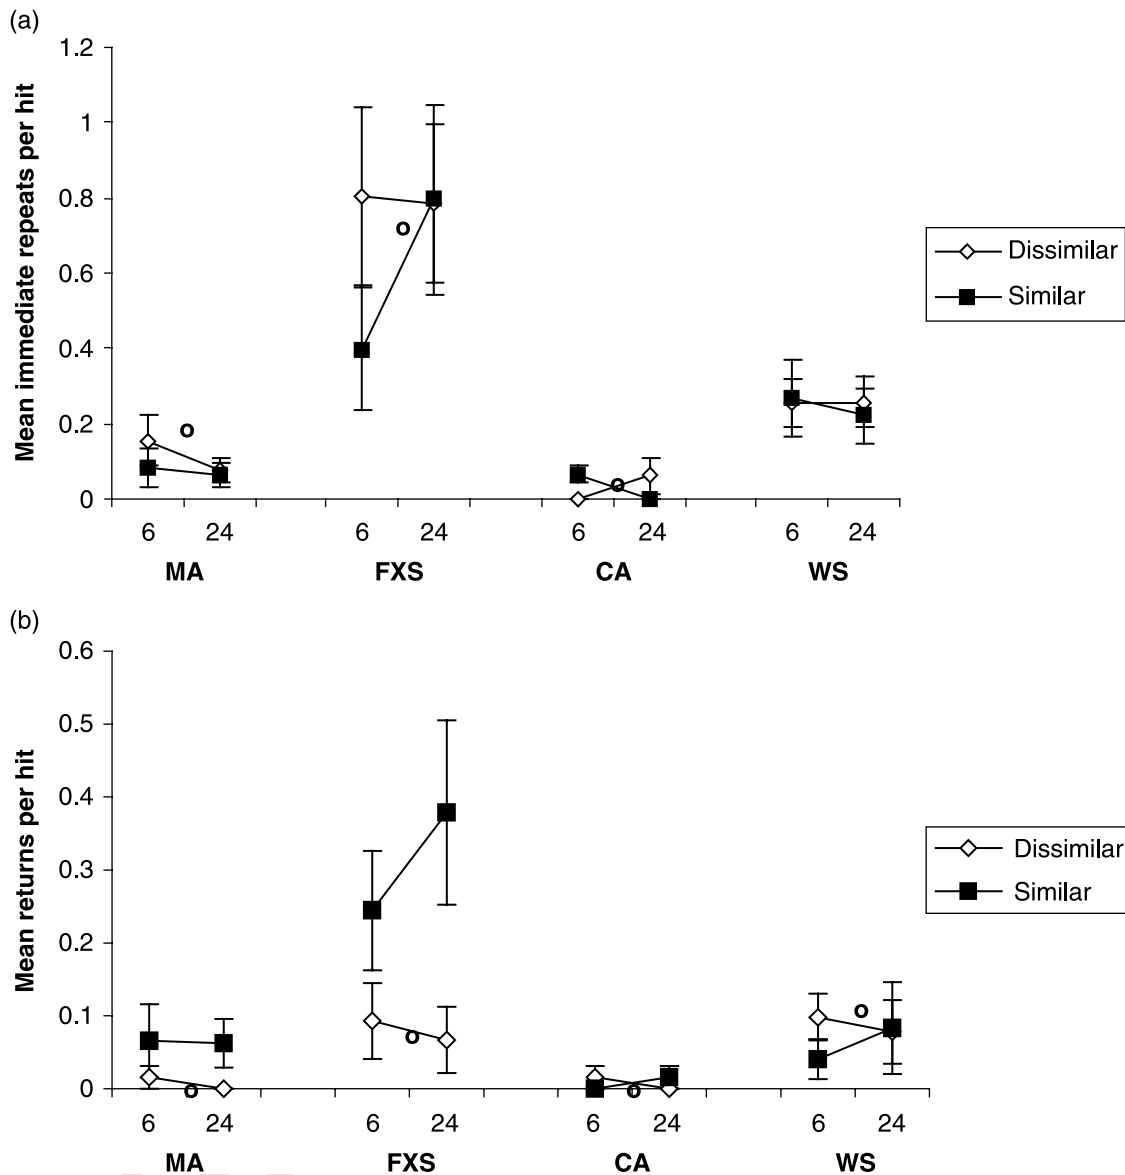 (a)
Mean immediate repeats per hit
1.2
1
0.8
0.6
0.4
0.2
0
o
o
o
6 24 6 24 6 24 6 24
MA FXS CA WS
Dissimilar
Similar
(b)
Mean returns per hit
0.6
0.5
0.4
0.3
0.2
0.1
0
o
o
o
o
6 24 6 24 6 24 6 24
MA FXS CA WS
Dissimilar
Similar